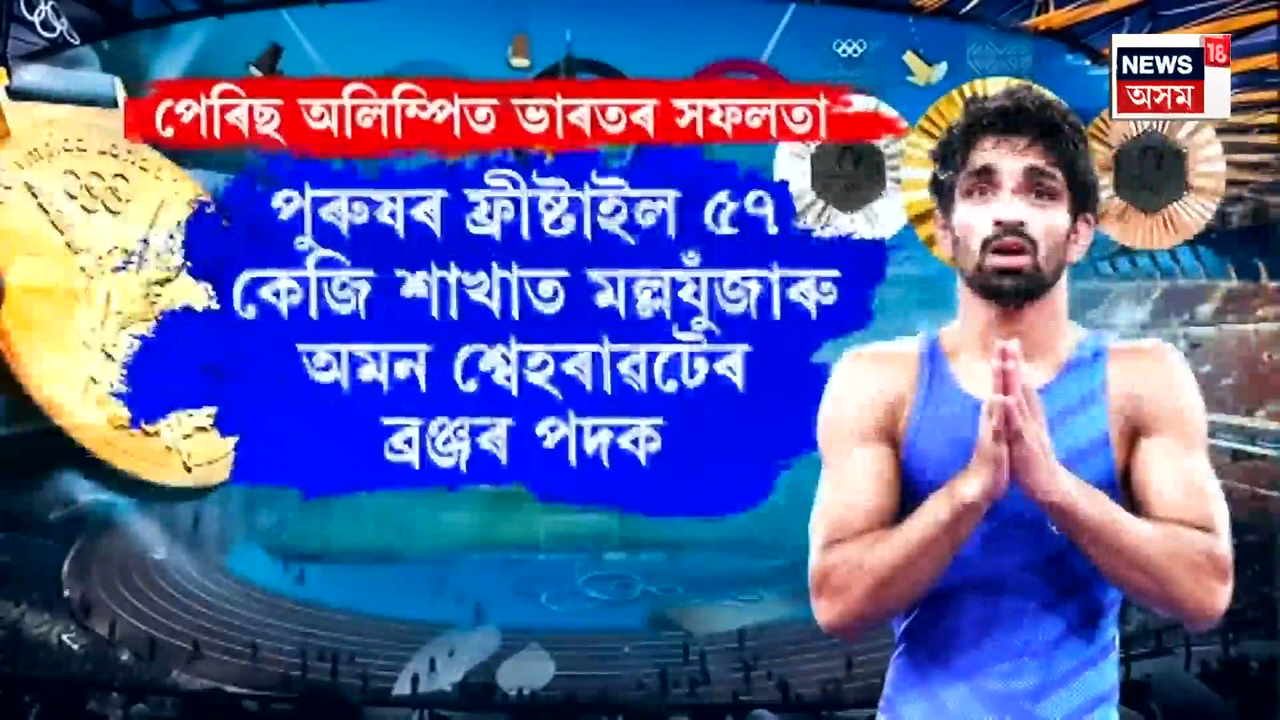 পেৰিছ অলিম্পিত ভাৰতৰ সফলতা
NEWS 18
অসম
পুৰুষৰ ফ্ৰীষ্টাইল ৫৭
কেজি শাখাত মল্লযুঁজাৰু
অমন শ্বেহৰাৱটেৰ
ব্ৰঞ্জৰ পদক